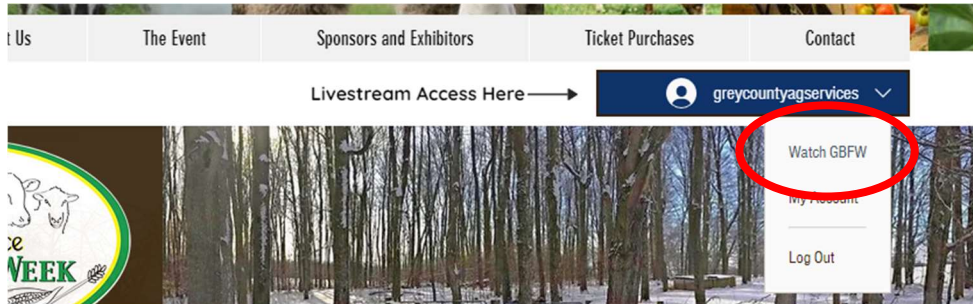 t Us
The Event
Sponsors and Exhibitors
Ticket Purchases
Contact
Livestream Access Here
greycountyagservices
Watch GBFW
My Account
Log Out
ce
WEEK